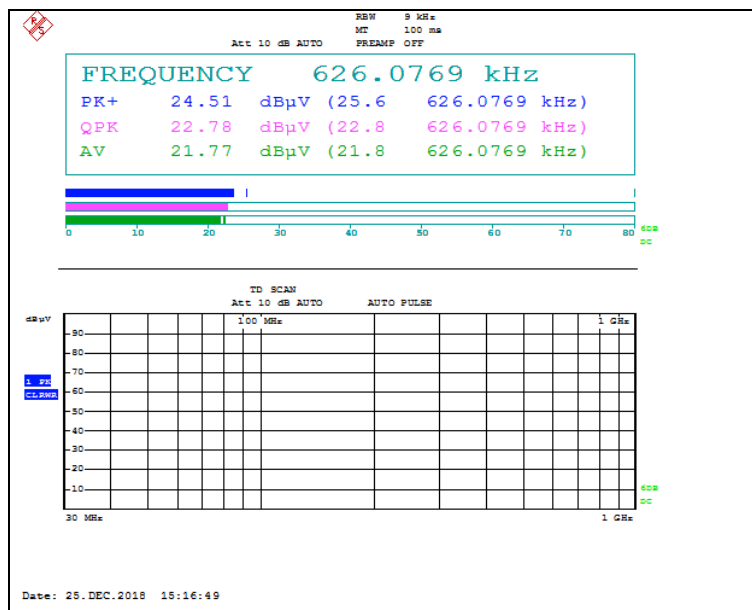 R S
RBW 9 kHz
MT 100 ms
Att 10 dB AUTO PREAMP OFF
FREQUENCY 626.0769 kHz
PK+ 24.51 dBµV (25.6 626.0769 kHz)
QPK 22.78 dBµV (22.8 626.0769 kHz)
AV 21.77 dBµV (21.8 626.0769 kHz)
0 10 20 30 40 50 60 70 80
6DB
DC
TD SCAN
Att 10 dB AUTO AUTO PULSE
dBµV
100 MHz 1 GHz
90
80
70
1 PK
60
CLRWR
50
40
30
20
10
6DB
DC
30 MHz 1 GHz
Date: 25.DEC.2018 15:16:49